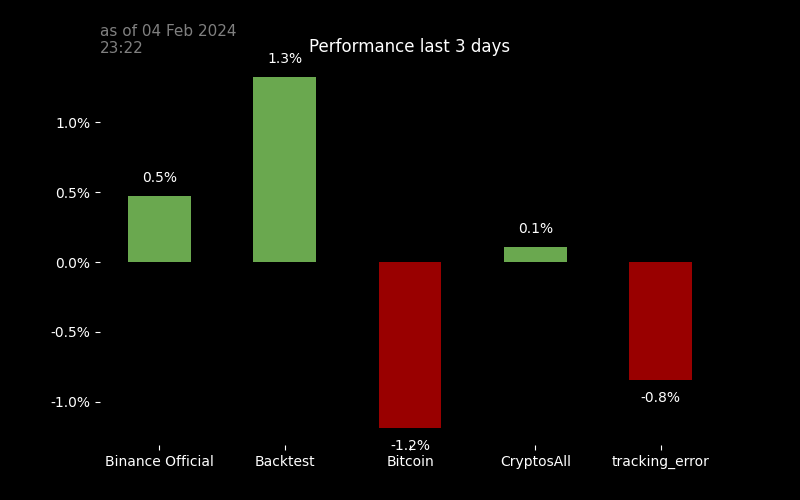 as of 04 Feb 2024
23:22
Performance last 3 days
1.3%
1.0%
0.5%
0.5%
0.1%
0.0%
-0.5%
-0.8%
-1.0%
-1.2%
Binance Official
Backtest
Bitcoin
CryptosAll
tracking_error